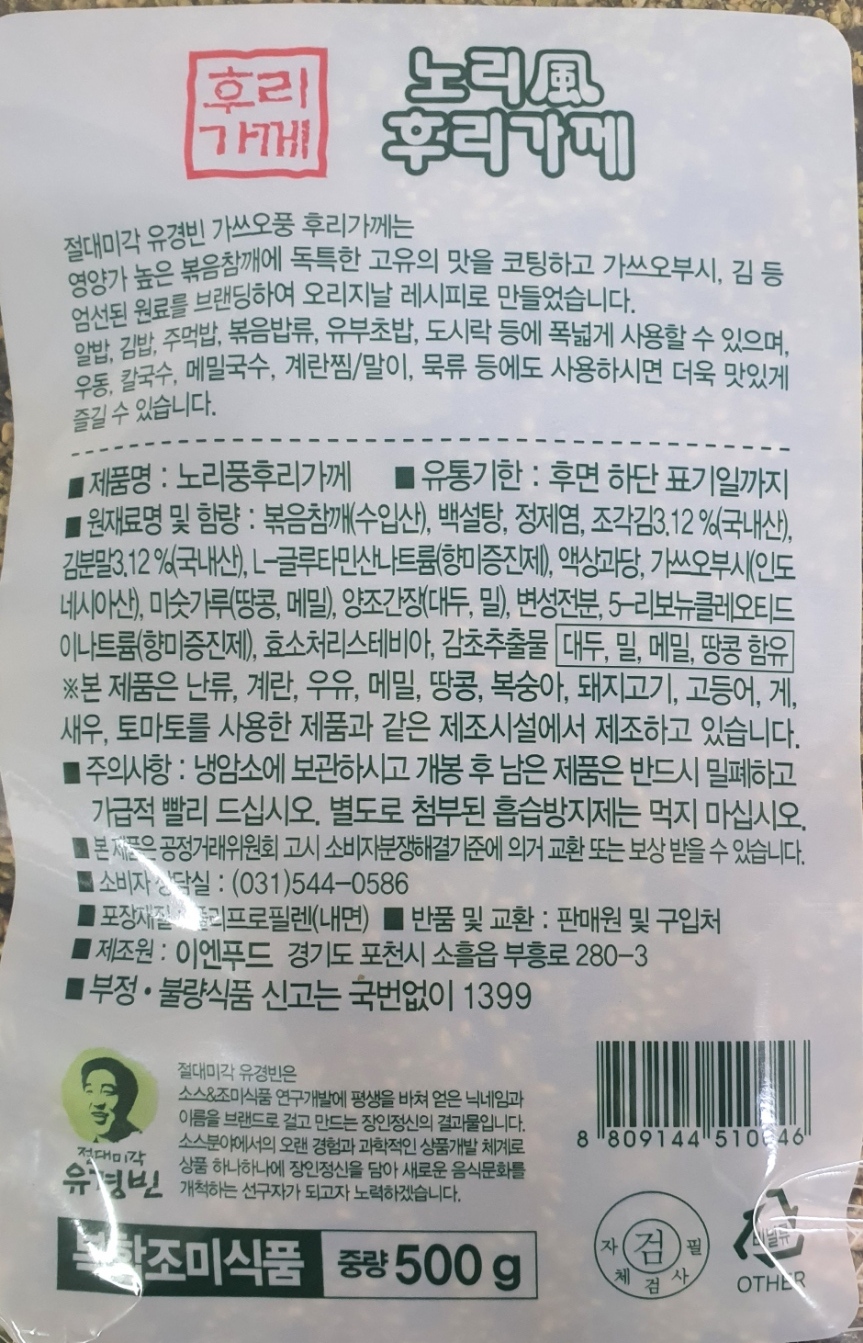 후리
가께
노리風
후리가께
절대미각 유경빈 가쓰오풍 후리가께는
영양가 높은 볶음참깨에 독특한 고유의 맛을 코팅하고 가쓰오부시, 김 등
엄선된 원료를 브랜딩하여 오리지날 레시피로 만들었습니다.
알밥, 김밥, 주먹밥, 볶음밥류, 유부초밥, 도시락 등에 폭넓게 사용할 수 있으며,
우동, 칼국수, 메밀국수, 계란찜/말이, 묵류 등에도 사용하시면 더욱 맛있게
즐길 수 있습니다.
■ 제품명 : 노리풍후리가께 ■ 유통기한 : 후면 하단 표기일까지
■ 원재료명 및 함량 : 볶음참깨(수입산), 백설탕, 정제염, 조각김3.12 %(국내산),
김분말3.12 %(국내산), L-글루타민산나트륨(향미증진제), 액상과당, 가쓰오부시(인도
네시아산), 미숫가루(땅콩, 메밀), 양조간장(대두, 밀), 변성전분, 5-리보뉴클레오티드
이나트륨(향미증진제), 효소처리스테비아, 감초추출물 대두, 밀, 메밀, 땅콩 함유
※본 제품은 난류, 계란, 우유, 메밀, 땅콩, 복숭아, 돼지고기, 고등어, 게,
새우, 토마토를 사용한 제품과 같은 제조시설에서 제조하고 있습니다.
■ 주의사항 : 냉암소에 보관하시고 개봉 후 남은 제품은 반드시 밀폐하고
가급적 빨리 드십시오. 별도로 첨부된 흡습방지제는 먹지 마십시오.
■ 본 제품은 공정거래위원회 고시 소비자분쟁해결기준에 의거 교환 또는 보상 받을 수 있습니다.
■ 소비자 상담실 : (031)544-0586
■ 포장재질 : 폴리프로필렌(내면) ■ 반품 및 교환 : 판매원 및 구입처
■ 제조원 : 이엔푸드 경기도 포천시 소흘읍 부흥로 280-3
■ 부정 • 불량식품 신고는 국번없이 1399
절대미각 유경빈은
소스&조미식품 연구개발에 평생을 바쳐 얻은 닉네임과
이름을 브랜드로 걸고 만드는 장인정신의 결과물입니다.
소스분야에서의 오랜 경험과 과학적인 상품개발 체계로
상품 하나하나에 장인정신을 담아 새로운 음식문화를
개척하는 선구자가 되고자 노력하겠습니다.
절대미각
유경빈
8 809144
복합조미식품 중량 500 g
자 검 필
체 검 사
비닐류
OTHER